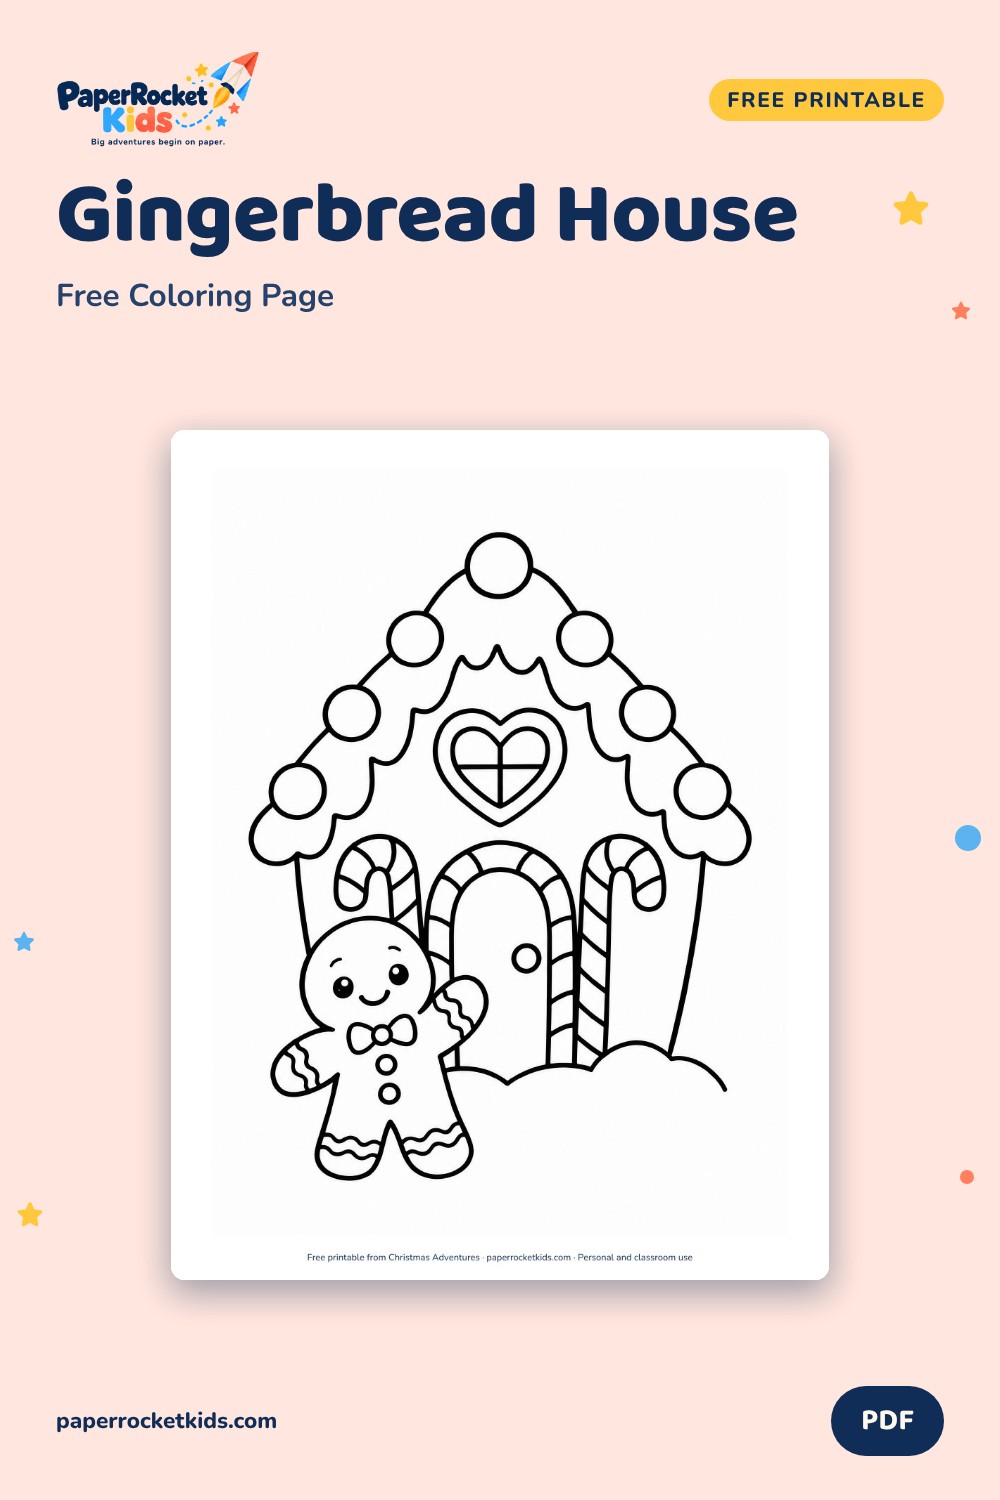 PaperRocket
Kids
Big adventures begin on paper.
FREE PRINTABLE
Gingerbread House
Free Coloring Page
Free printable from Christmas Adventures · paperrocketkids.com · Personal and classroom use
paperrocketkids.com
PDF